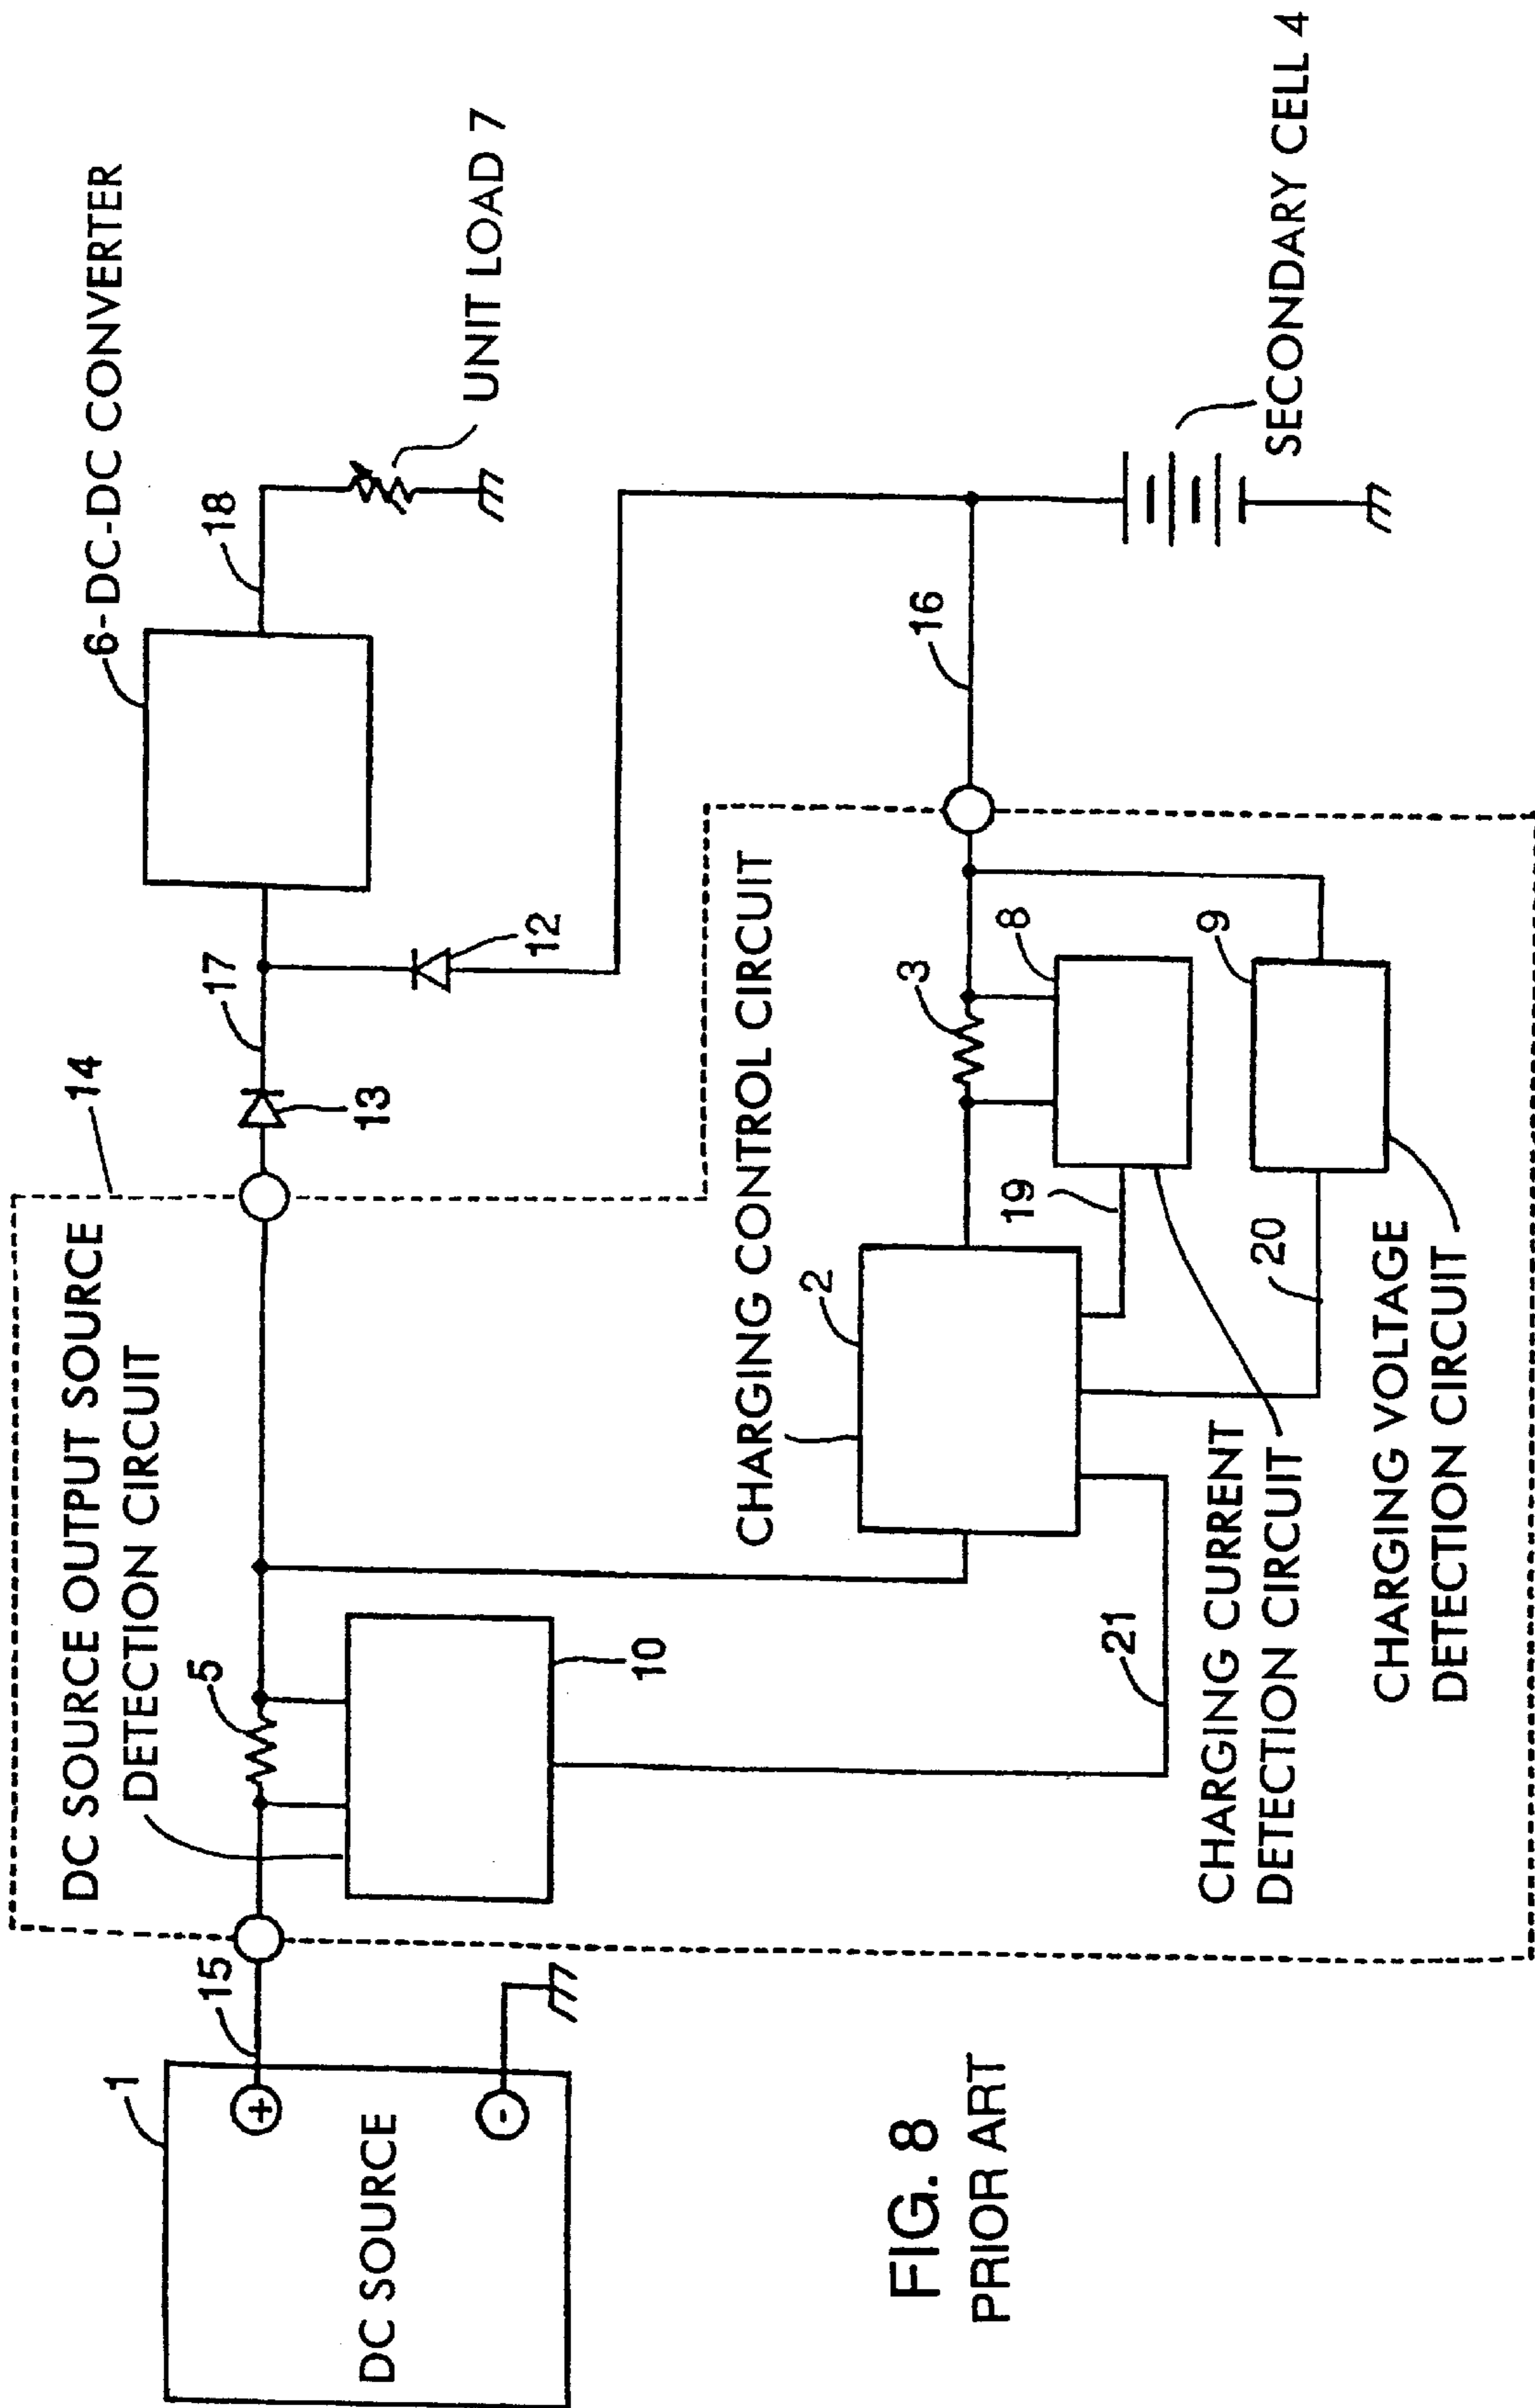 14
DC SOURCE OUTPUT SOURCE
DETECTION CIRCUIT
6-DC-DC CONVERTER
1
15
5
13
17
12
18
UNIT LOAD 7
+
-
DC SOURCE
10
CHARGING CONTROL CIRCUIT
2
3
8
16
19
9
20
21
SECONDARY CELL 4
CHARGING CURRENT
DETECTION CIRCUIT
CHARGING VOLTAGE
DETECTION CIRCUIT
FIG. 8
PRIOR ART